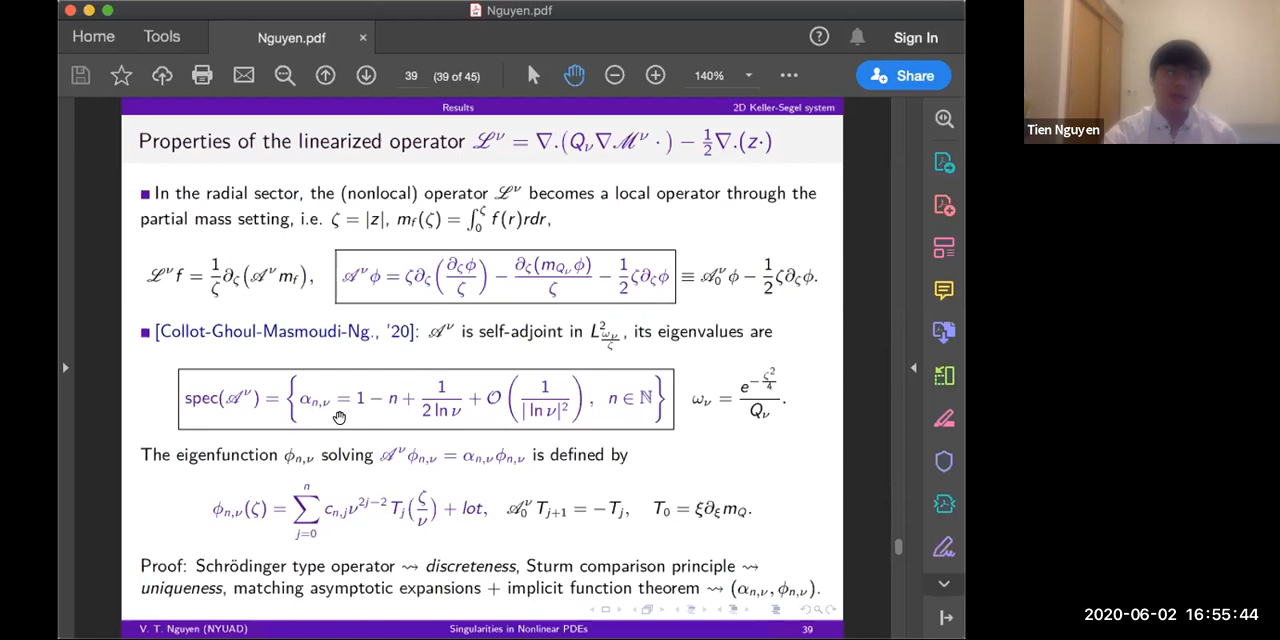 Nguyen.pdf
Home Tools Nguyen.pdf × Sign In
39 (39 of 45) 140% Share
Results 2D Keller-Segel system
Properties of the linearized operator ℒ^ν = ∇.(Q_ν∇ℳ^ν ·) − 1/2 ∇.(z·)
■ In the radial sector, the (nonlocal) operator ℒ^ν becomes a local operator through the
partial mass setting, i.e. ζ = |z|, m_f(ζ) = ∫_0^ζ f(r)rdr,
ℒ^ν f = 1/ζ ∂_ζ(𝒜^ν m_f), 𝒜^ν ϕ = ζ∂_ζ(∂_ζϕ/ζ) − ∂_ζ(m_{Q_ν}ϕ)/ζ − 1/2 ζ∂_ζϕ ≡ 𝒜_0^ν ϕ − 1/2 ζ∂_ζϕ.
■ [Collot-Ghoul-Masmoudi-Ng., '20]: 𝒜^ν is self-adjoint in L^2_{ω_ν/ζ}, its eigenvalues are
spec(𝒜^ν) = { α_{n,ν} = 1 − n + 1/(2 ln ν) + 𝒪(1/|ln ν|^2), n ∈ ℕ } ω_ν = e^{−ζ^2/4}/Q_ν.
The eigenfunction ϕ_{n,ν} solving 𝒜^ν ϕ_{n,ν} = α_{n,ν}ϕ_{n,ν} is defined by
ϕ_{n,ν}(ζ) = ∑_{j=0}^n c_{n,j}ν^{2j−2} T_j(ζ/ν) + lot, 𝒜_0^ν T_{j+1} = −T_j, T_0 = ξ∂_ξ m_Q.
Proof: Schrödinger type operator ⇝ discreteness, Sturm comparison principle ⇝
uniqueness, matching asymptotic expansions + implicit function theorem ⇝ (α_{n,ν}, ϕ_{n,ν}).
V. T. Nguyen (NYUAD) Singularities in Nonlinear PDEs 39
Tien Nguyen
2020-06-02 16:55:44